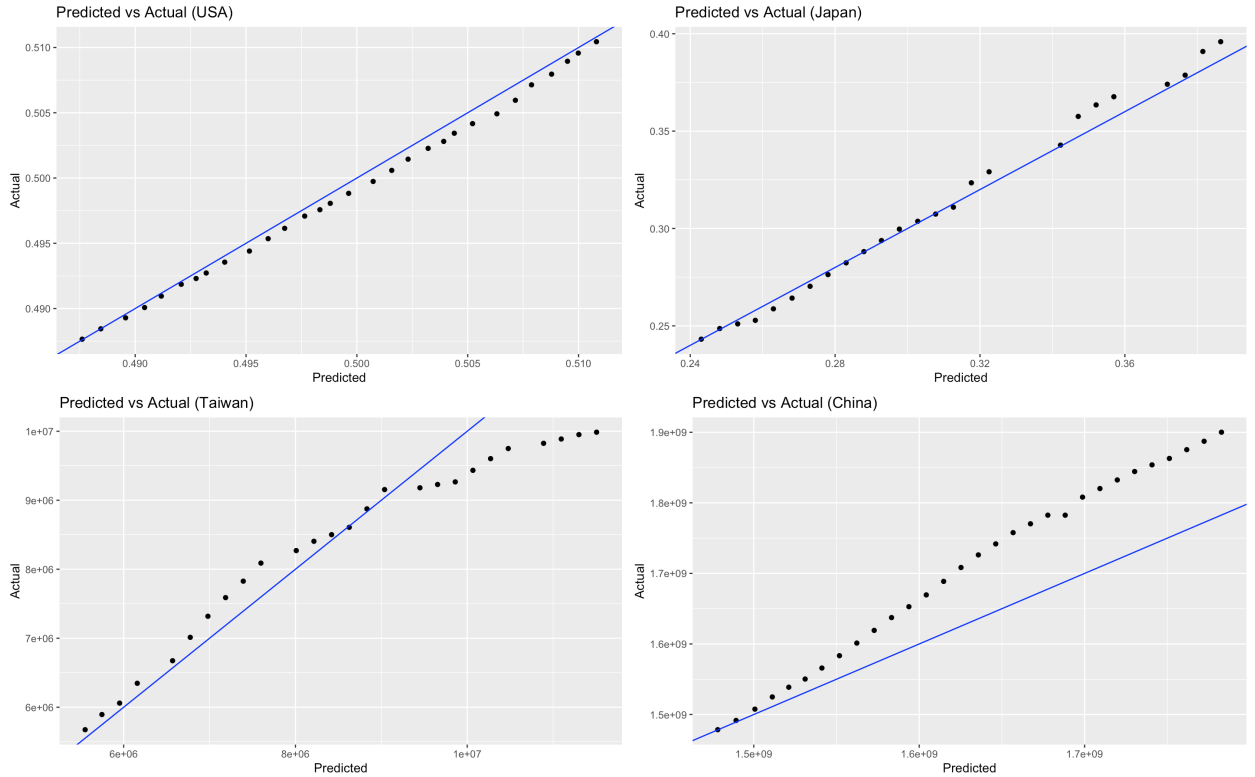 Predicted vs Actual (USA)
Actual
0.510
0.505
0.500
0.495
0.490
0.490 0.495 0.500 0.505 0.510
Predicted
Predicted vs Actual (Japan)
Actual
0.40
0.35
0.30
0.25
0.24 0.28 0.32 0.36
Predicted
Predicted vs Actual (Taiwan)
Actual
1e+07
9e+06
8e+06
7e+06
6e+06
6e+06 8e+06 1e+07
Predicted
Predicted vs Actual (China)
Actual
1.9e+09
1.8e+09
1.7e+09
1.6e+09
1.5e+09
1.5e+09 1.6e+09 1.7e+09
Predicted